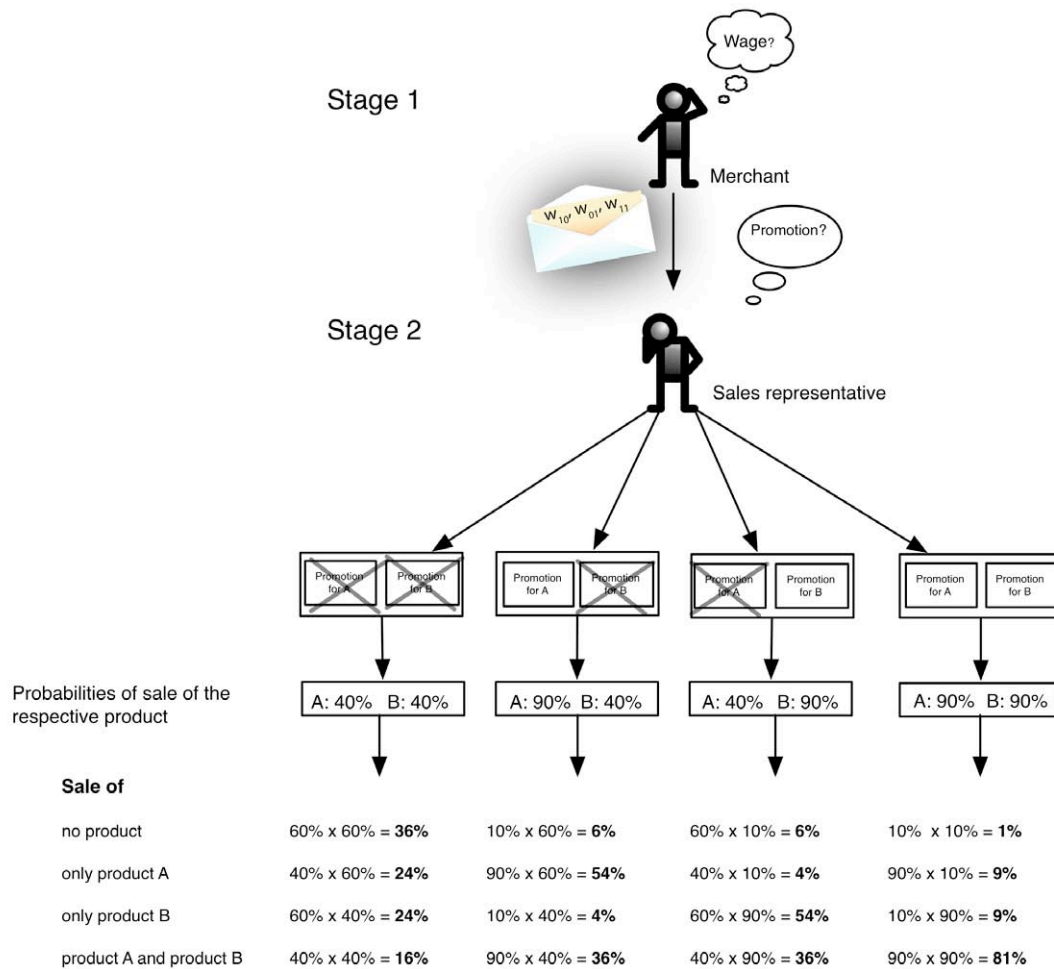 Wage?
Stage 1
Merchant
w10, w01, w11
Promotion?
Stage 2
Sales representative
Promotion for A
Promotion for B
Promotion for A
Promotion for B
Promotion for A
Promotion for B
Promotion for A
Promotion for B
Probabilities of sale of the
respective product
A: 40% B: 40%
A: 90% B: 40%
A: 40% B: 90%
A: 90% B: 90%
Sale of
no product 60% x 60% = 36% 10% x 60% = 6% 60% x 10% = 6% 10% x 10% = 1%
only product A 40% x 60% = 24% 90% x 60% = 54% 40% x 10% = 4% 90% x 10% = 9%
only product B 60% x 40% = 24% 10% x 40% = 4% 60% x 90% = 54% 10% x 90% = 9%
product A and product B 40% x 40% = 16% 90% x 40% = 36% 40% x 90% = 36% 90% x 90% = 81%